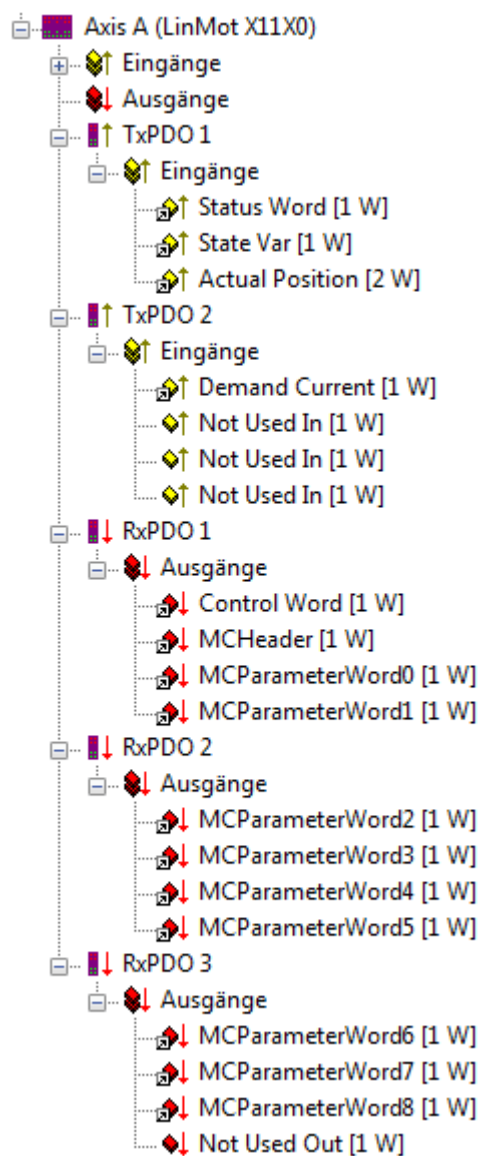 Axis A (LinMot X11X0)
Eingänge
Ausgänge
TxPDO 1
Eingänge
Status Word [1 W]
State Var [1 W]
Actual Position [2 W]
TxPDO 2
Eingänge
Demand Current [1 W]
Not Used In [1 W]
Not Used In [1 W]
Not Used In [1 W]
RxPDO 1
Ausgänge
Control Word [1 W]
MCHeader [1 W]
MCParameterWord0 [1 W]
MCParameterWord1 [1 W]
RxPDO 2
Ausgänge
MCParameterWord2 [1 W]
MCParameterWord3 [1 W]
MCParameterWord4 [1 W]
MCParameterWord5 [1 W]
RxPDO 3
Ausgänge
MCParameterWord6 [1 W]
MCParameterWord7 [1 W]
MCParameterWord8 [1 W]
Not Used Out [1 W]